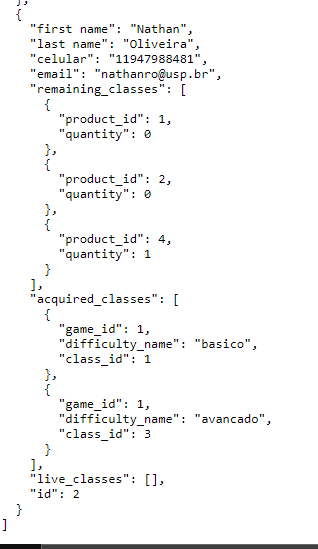 },
{
"first name": "Nathan",
"last name": "Oliveira",
"celular": "11947988481",
"email": "nathanro@usp.br",
"remaining_classes": [
{
"product_id": 1,
"quantity": 0
},
{
"product_id": 2,
"quantity": 0
},
{
"product_id": 4,
"quantity": 1
}
],
"acquired_classes": [
{
"game_id": 1,
"difficulty_name": "basico",
"class_id": 1
},
{
"game_id": 1,
"difficulty_name": "avancado",
"class_id": 3
}
],
"live_classes": [],
"id": 2
}
]